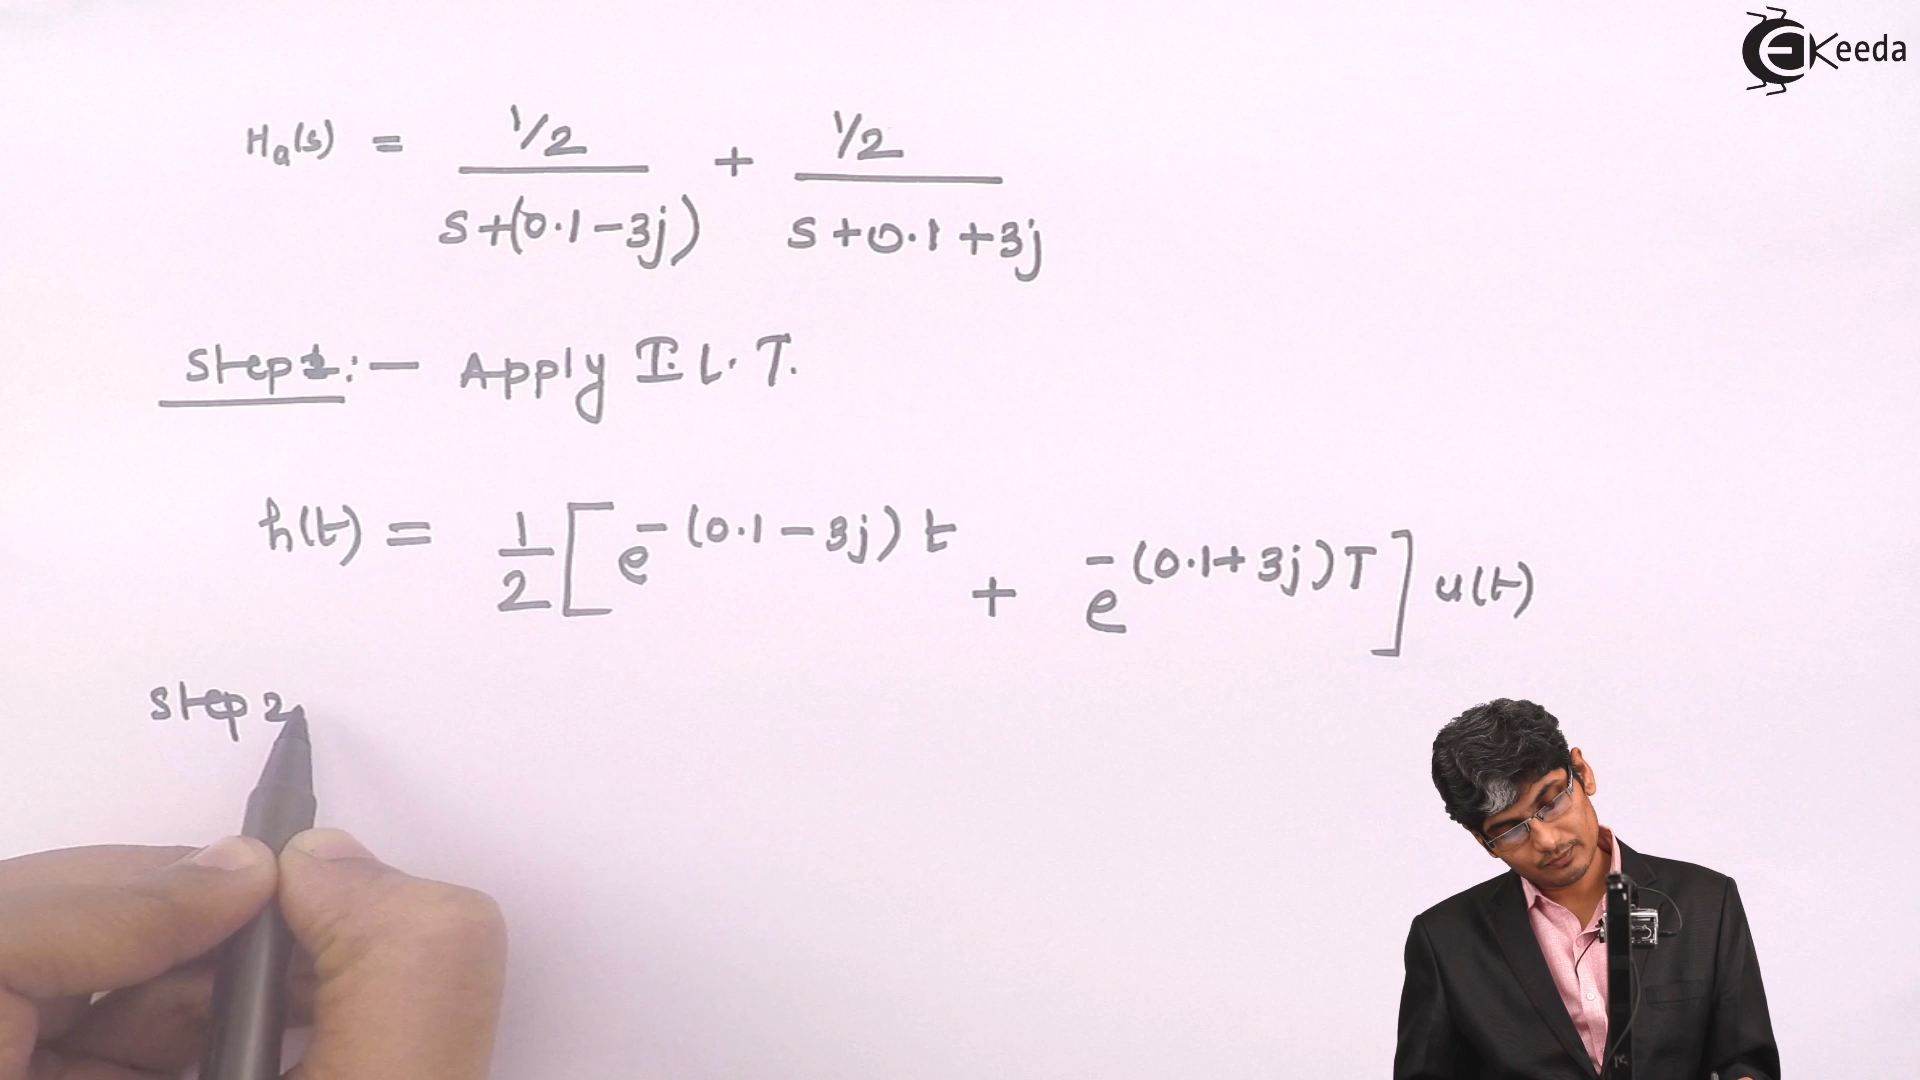 EKeeda
Ha(s) = 1/2 / s+(0.1-3j) + 1/2 / s+0.1+3j
Step 1:- Apply I.L.T.
h(t) = 1/2 [e^-(0.1-3j)t + e^-(0.1+3j)T] u(t)
Step 2